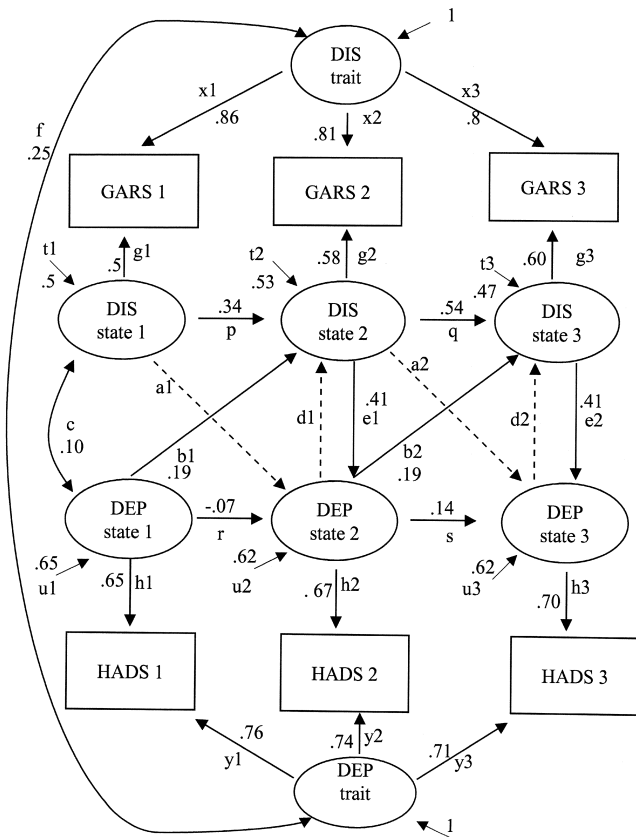 1
DIS
trait
x1
.86
x2
.81
x3
.8
f
.25
GARS 1
GARS 2
GARS 3
t1
.5
.5
g1
t2
.53
.58
g2
t3
.47
.60
g3
DIS
state 1
.34
p
DIS
state 2
.54
q
DIS
state 3
a1
a2
.41
e1
d1
.41
e2
d2
c
.10
b1
.19
b2
.19
DEP
state 1
-.07
r
DEP
state 2
.14
s
DEP
state 3
.65
u1
.65
h1
.62
u2
.67
h2
.62
u3
.70
h3
HADS 1
HADS 2
HADS 3
.76
y1
.74
y2
.71
y3
DEP
trait
1